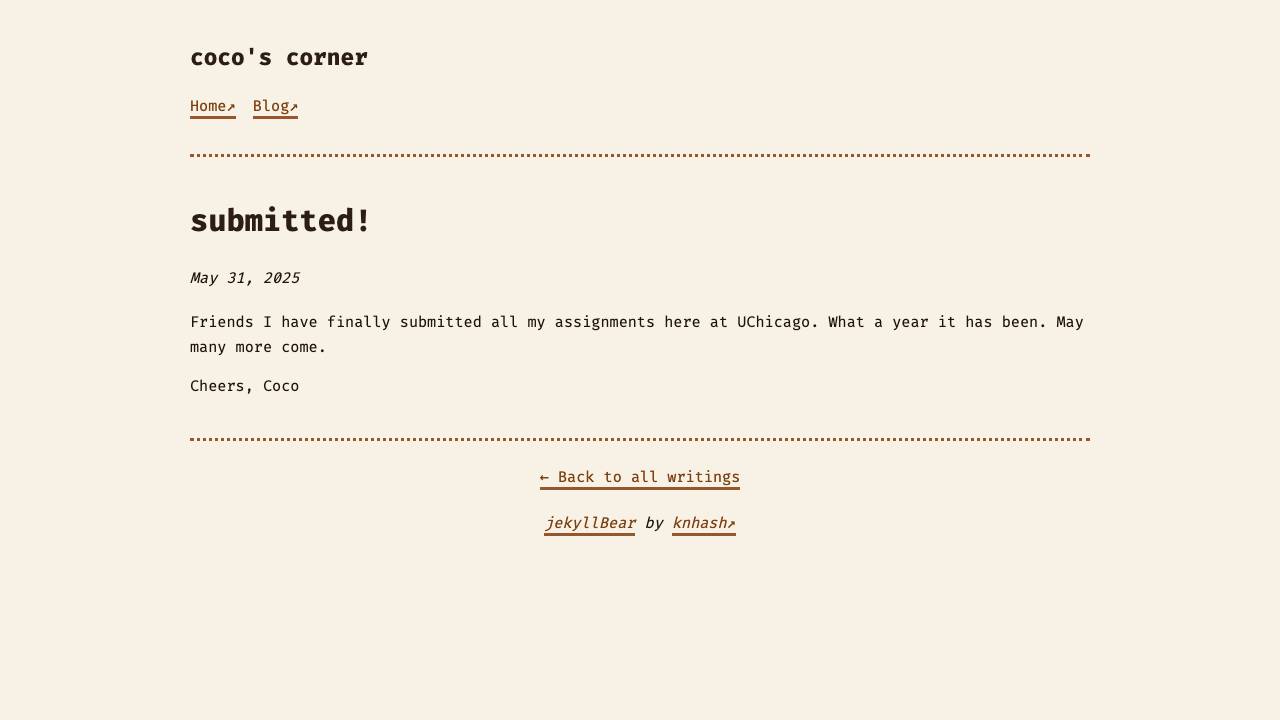 coco's corner
Home↗ Blog↗
submitted!
May 31, 2025
Friends I have finally submitted all my assignments here at UChicago. What a year it has been. May
many more come.
Cheers, Coco
← Back to all writings
jekyllBear by knhash↗